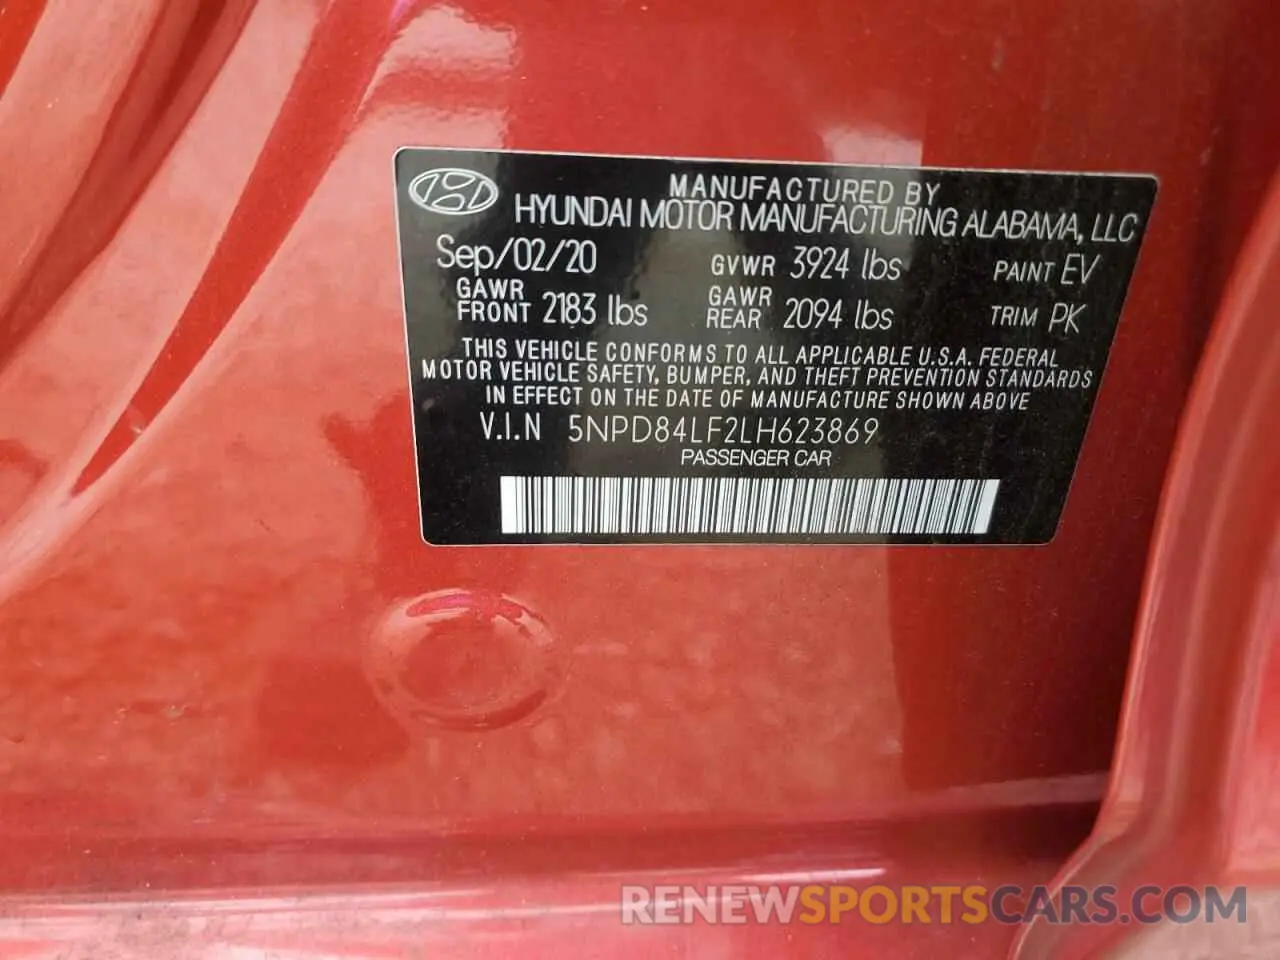 MANUFACTURED BY
HYUNDAI MOTOR MANUFACTURING ALABAMA, LLC
Sep/02/20 GVWR 3924 lbs PAINT EV
GAWR FRONT 2183 lbs GAWR REAR 2094 lbs TRIM PK
THIS VEHICLE CONFORMS TO ALL APPLICABLE U.S.A. FEDERAL
MOTOR VEHICLE SAFETY, BUMPER, AND THEFT PREVENTION STANDARDS
IN EFFECT ON THE DATE OF MANUFACTURE SHOWN ABOVE
V.I.N 5NPD84LF2LH623869
PASSENGER CAR
RENEWSPORTSCARS.COM